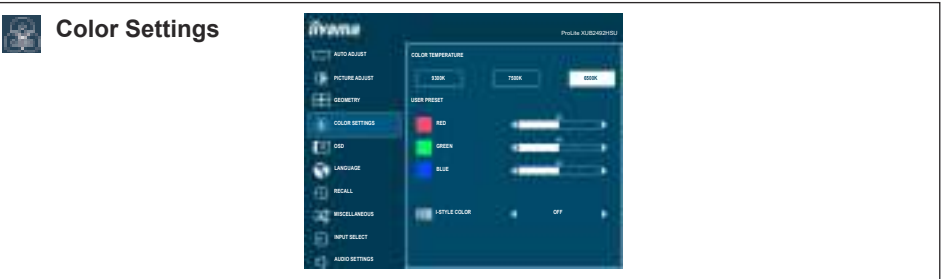 Color Settings
iiyama
ProLite XUB2492HSU
AUTO ADJUST
PICTURE ADJUST
GEOMETRY
COLOR SETTINGS
OSD
LANGUAGE
RECALL
MISCELLANEOUS
INPUT SELECT
AUDIO SETTINGS
COLOR TEMPERATURE
9300K 7500K 6500K
USER PRESET
RED
GREEN
BLUE
I-STYLE COLOR OFF